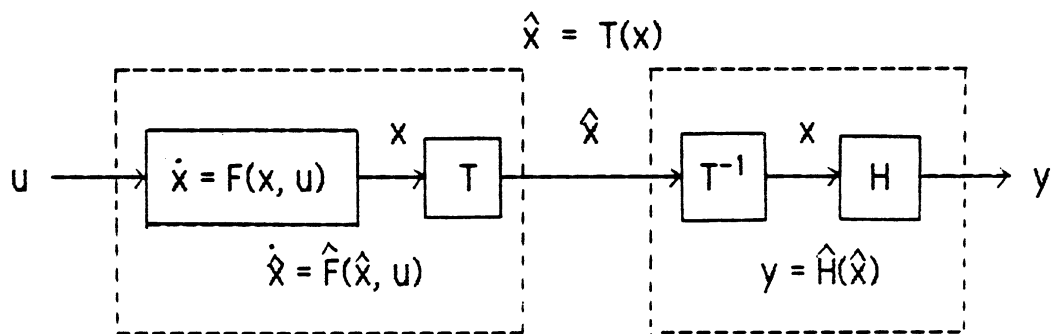 x̂ = T(x)
u
ẋ = F(x, u)
x
T
x̂
T⁻¹
x
H
y
x̂̇ = F̂(x̂, u)
y = Ĥ(x̂)